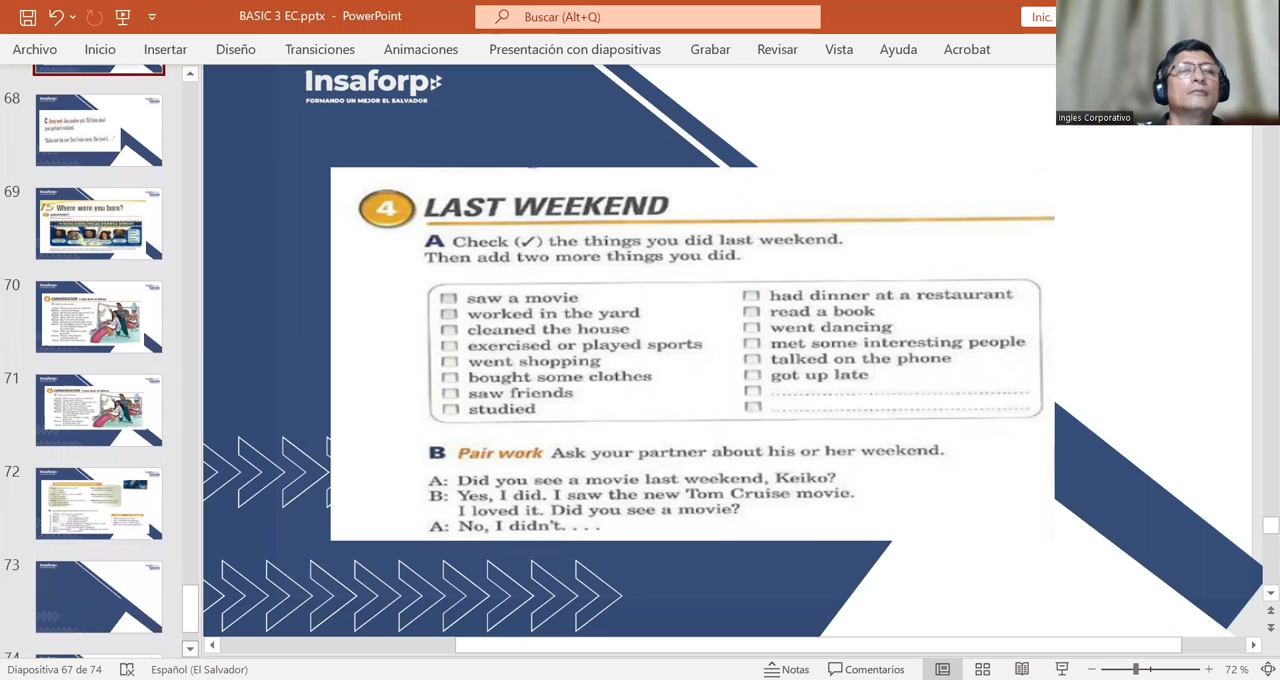 BASIC 3 EC.pptx - PowerPoint
Buscar (Alt+Q)
Inic.
Archivo Inicio Insertar Diseño Transiciones Animaciones Presentación con diapositivas Grabar Revisar Vista Ayuda Acrobat
Ingles Corporativo
68
69
Where were you born?
70
71
72
73
74
Insaforp
FORMANDO UN MEJOR EL SALVADOR
4 LAST WEEKEND
A Check (✓) the things you did last weekend.
Then add two more things you did.
saw a movie
worked in the yard
cleaned the house
exercised or played sports
went shopping
bought some clothes
saw friends
studied
had dinner at a restaurant
read a book
went dancing
met some interesting people
talked on the phone
got up late
B Pair work Ask your partner about his or her weekend.
A: Did you see a movie last weekend, Keiko?
B: Yes, I did. I saw the new Tom Cruise movie.
I loved it. Did you see a movie?
A: No, I didn't. . . .
Diapositiva 67 de 74
Español (El Salvador)
Notas
Comentarios
72 %